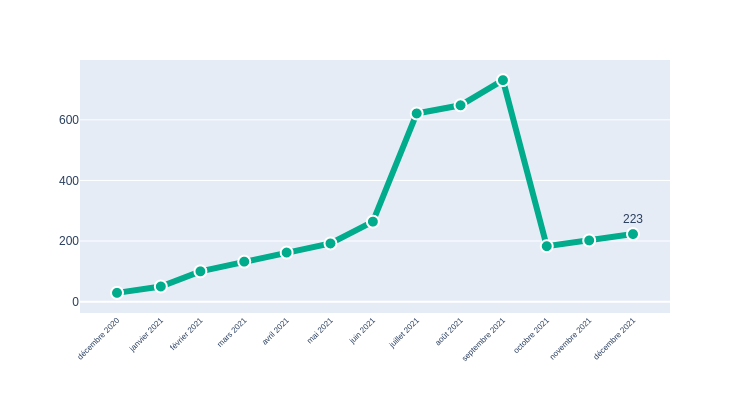 600
400
200
0
223
décembre 2020
janvier 2021
février 2021
mars 2021
avril 2021
mai 2021
juin 2021
juillet 2021
août 2021
septembre 2021
octobre 2021
novembre 2021
décembre 2021